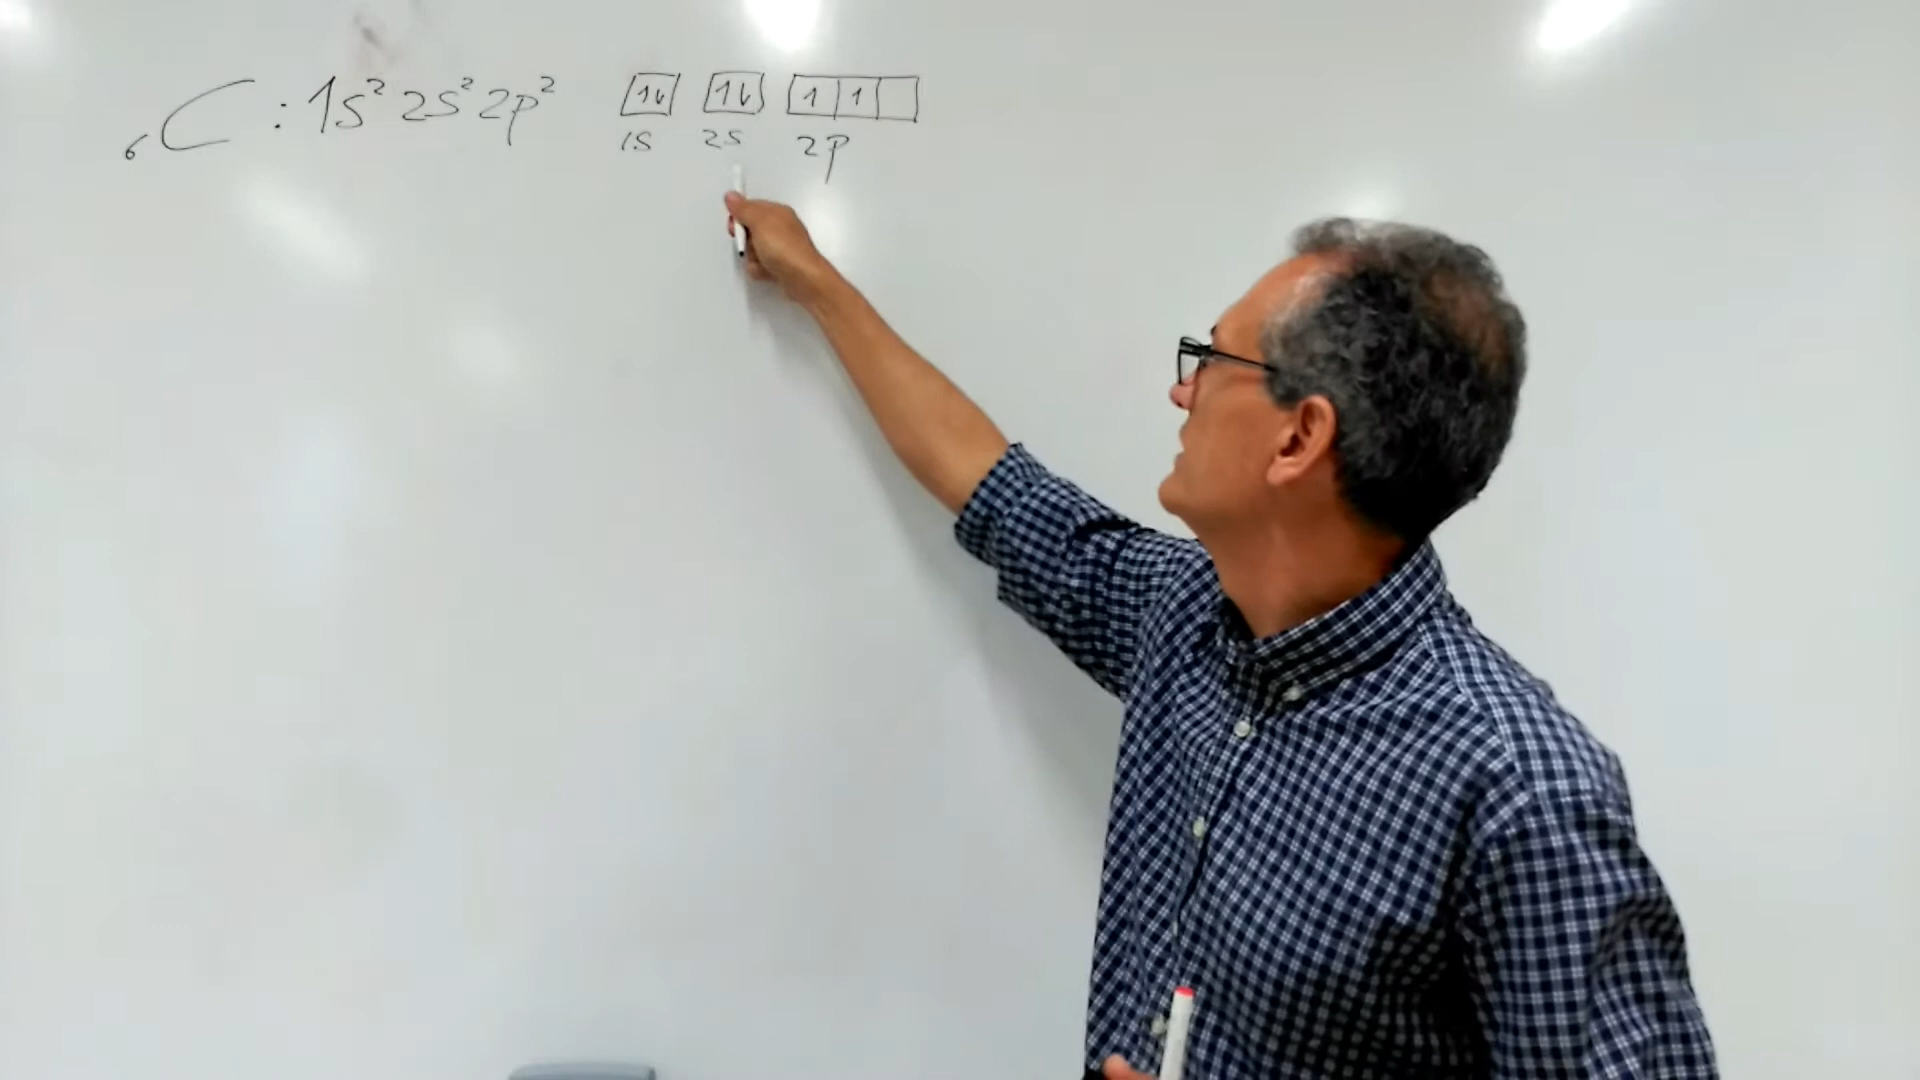 ₆C : 1s² 2s² 2p² 1↓ 1↓ 1 1
1s 2s 2p